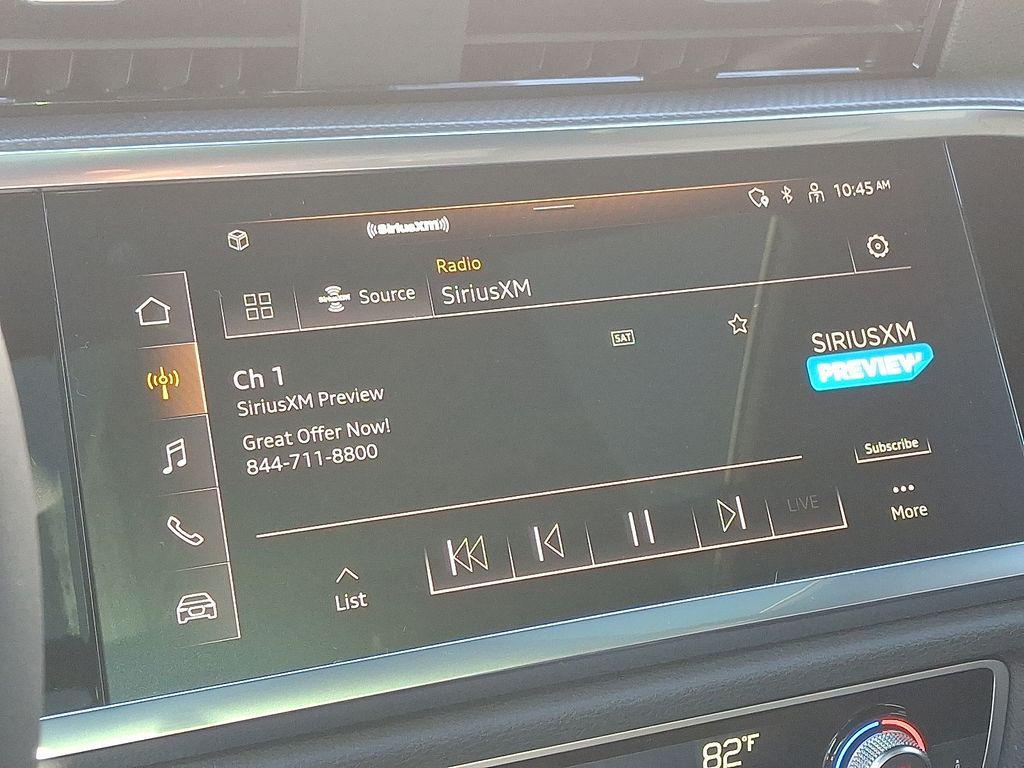 SiriusXM
10:45 AM
Radio
SiriusXM
Source
SiriusXM
SAT
SIRIUSXM
PREVIEW
Ch 1
SiriusXM Preview
Great Offer Now!
844-711-8800
Subscribe
LIVE
More
List
82°F